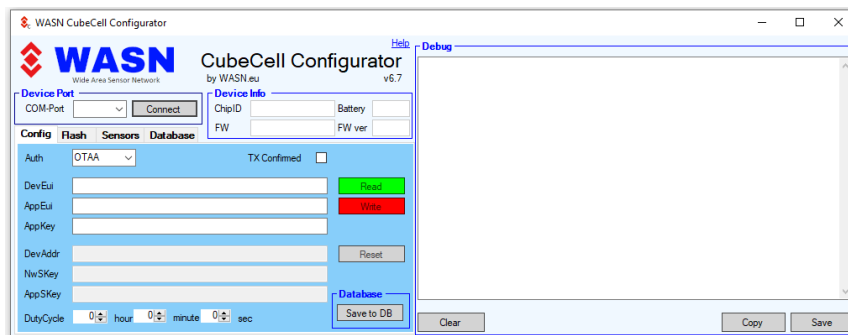 WASN CubeCell Configurator
Help
WASN
Wide Area Sensor Network
CubeCell Configurator
by WASN.eu v6.7
Device Port
COM-Port Connect
Device Info
ChipID Battery
FW FW ver
Config Flash Sensors Database
Auth OTAA TX Confirmed
DevEui Read
AppEui Write
AppKey
DevAddr Reset
NwSKey
AppSKey
Database
DutyCycle 0 hour 0 minute 0 sec Save to DB
Debug
Clear Copy Save